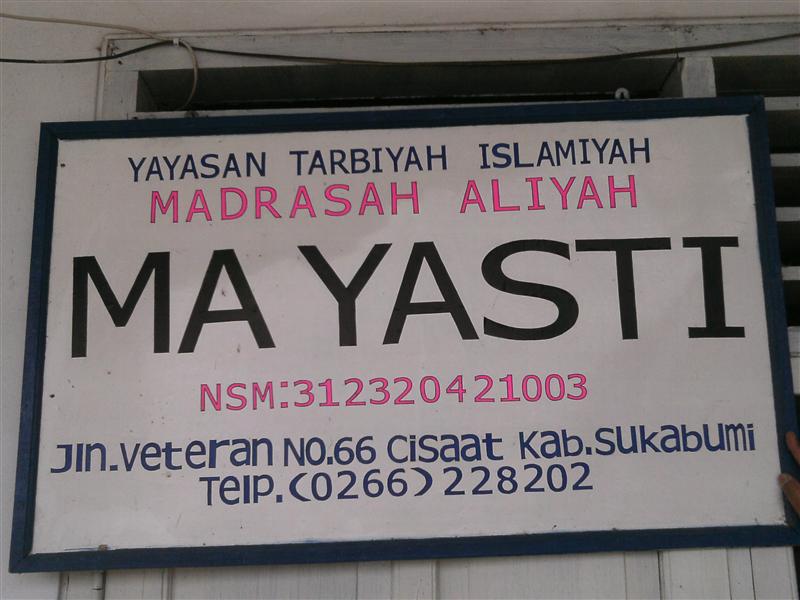 YAYASAN TARBIYAH ISLAMIYAH
MADRASAH ALIYAH
MA YASTI
NSM:312320421003
Jln.Veteran NO.66 Cisaat Kab.Sukabumi
Telp.(0266)228202